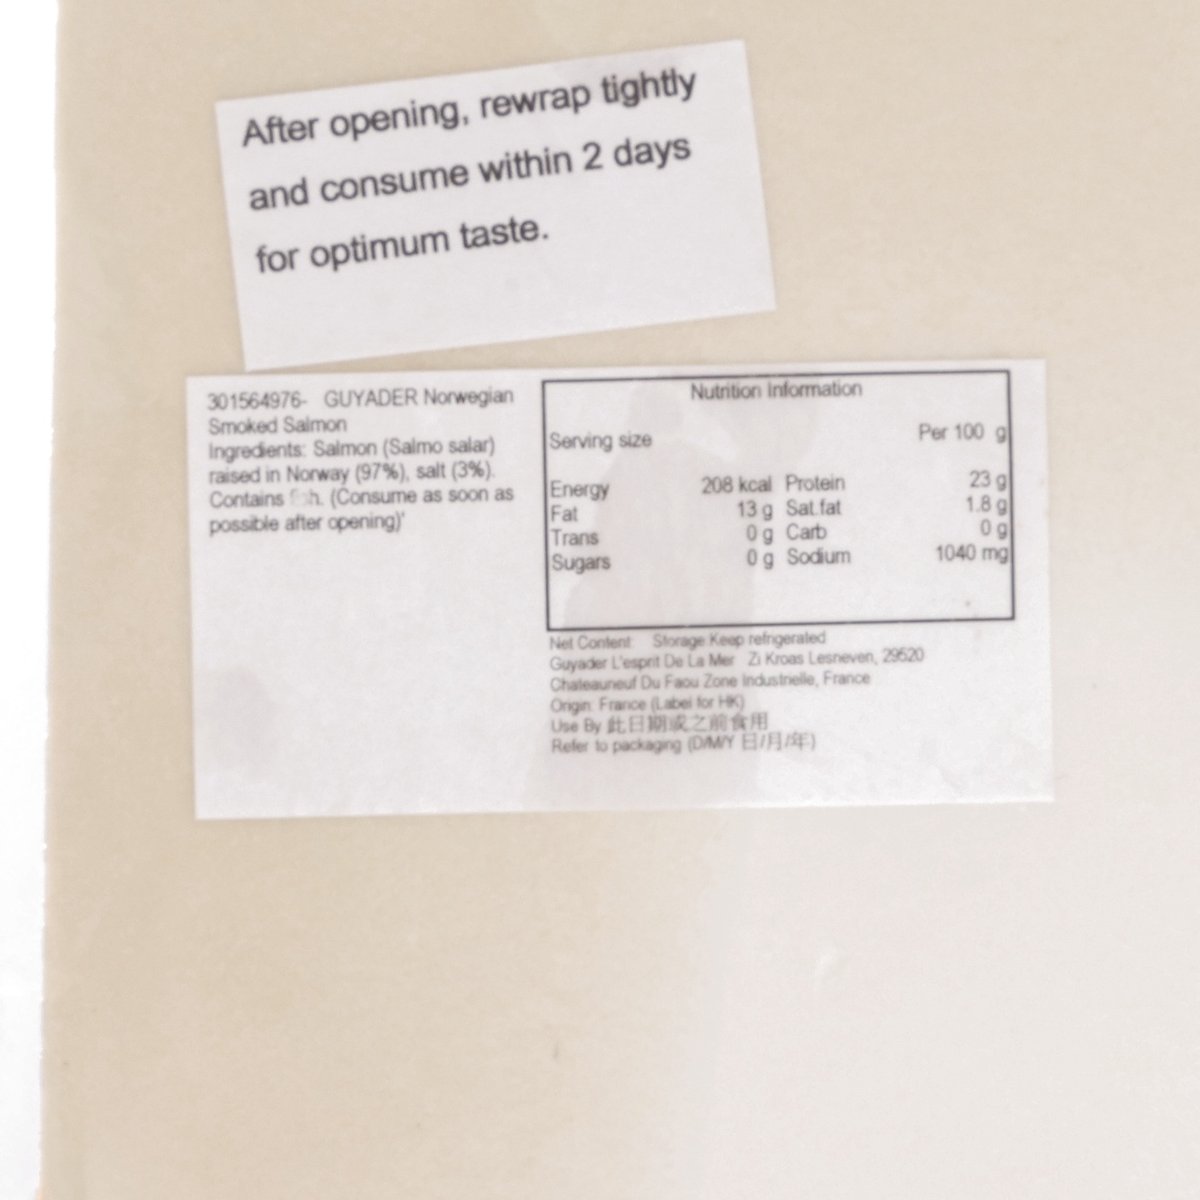 After opening, rewrap tightly
and consume within 2 days
for optimum taste.
301564976- GUYADER Norwegian
Smoked Salmon
Ingredients: Salmon (Salmo salar)
raised in Norway (97%), salt (3%).
Contains h. (Consume as soon as
possible after opening)'
Nutrition Information
Serving size Per 100 g
Energy 208 kcal Protein 23 g
Fat 13 g Sat.fat 1.8 g
Trans 0 g Carb 0 g
Sugars 0 g Sodium 1040 mg
Net Content: Storage:Keep refrigerated
Guyader L'esprit De La Mer Zi Kroas Lesneven, 29520
Chateauneuf Du Faou Zone Industrielle, France
Origin: France (Label for HK)
Use By 此日期或之前食用
Refer to packaging (D/M/Y 日/月/年)